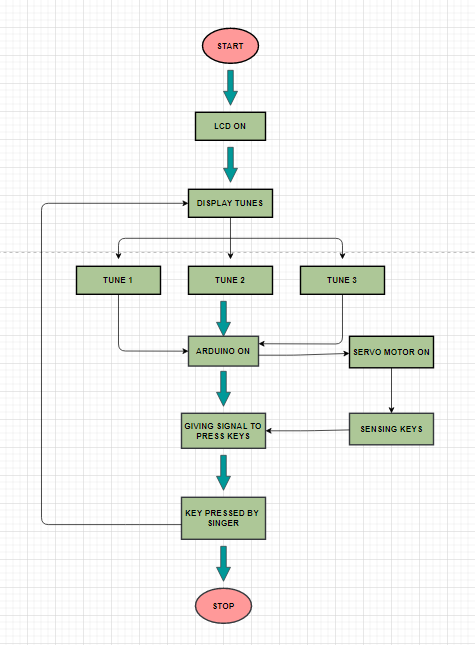 START
LCD ON
DISPLAY TUNES
TUNE 1
TUNE 2
TUNE 3
ARDUINO ON
SERVO MOTOR ON
GIVING SIGNAL TO
PRESS KEYS
SENSING KEYS
KEY PRESSED BY
SINGER
STOP